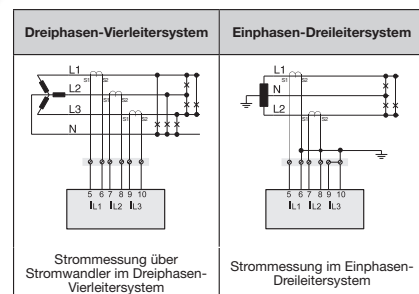 Dreiphasen-Vierleitersystem
Einphasen-Dreileitersystem
L1
S1 S2
L2
S1 S2
L3
S1 S2
N
5 6 7 8 9 10
IL1 IL2 IL3
L1
S1 S2
N
L2
S1 S2
5 6 7 8 9 10
IL1 IL2 IL3
Strommessung über
Stromwandler im Dreiphasen-
Vierleitersystem
Strommessung im Einphasen-
Dreileitersystem